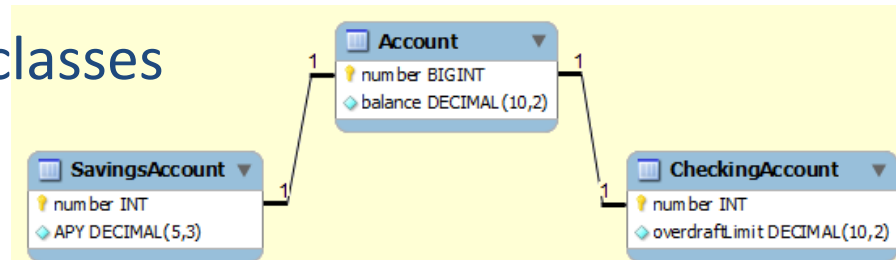 classes
Account
number BIGINT
balance DECIMAL(10,2)
1
1
SavingsAccount
number INT
APY DECIMAL(5,3)
1
1
CheckingAccount
number INT
overdraftLimit DECIMAL(10,2)